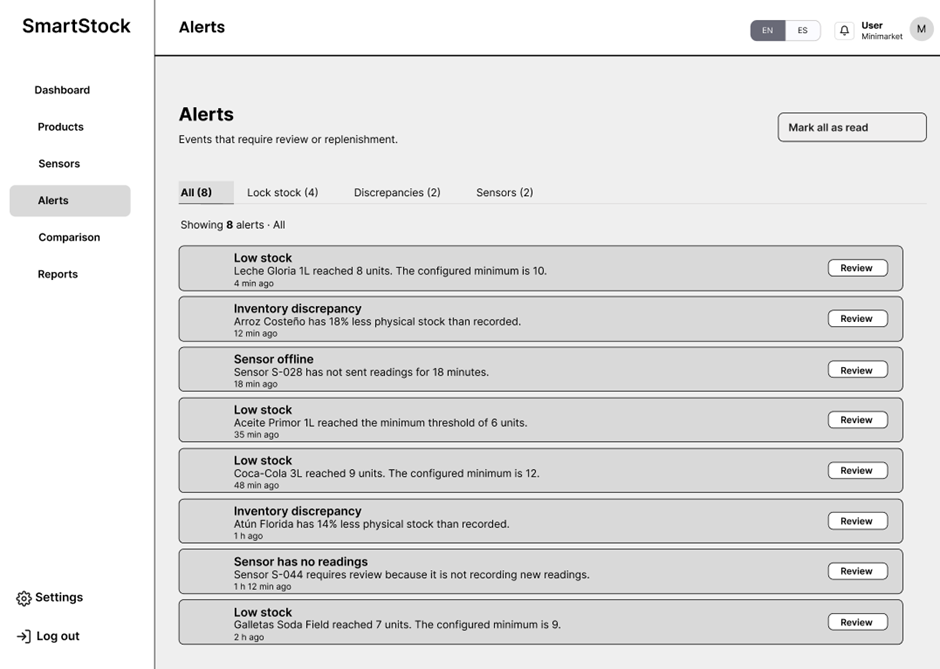 SmartStock
Alerts
EN
ES
User
Minimarket
M
Dashboard
Products
Sensors
Alerts
Comparison
Reports
Settings
Log out
Alerts
Events that require review or replenishment.
Mark all as read
All (8)
Lock stock (4)
Discrepancies (2)
Sensors (2)
Showing 8 alerts · All
Low stock
Leche Gloria 1L reached 8 units. The configured minimum is 10.
4 min ago
Review
Inventory discrepancy
Arroz Costeño has 18% less physical stock than recorded.
12 min ago
Review
Sensor offline
Sensor S-028 has not sent readings for 18 minutes.
18 min ago
Review
Low stock
Aceite Primor 1L reached the minimum threshold of 6 units.
35 min ago
Review
Low stock
Coca-Cola 3L reached 9 units. The configured minimum is 12.
48 min ago
Review
Inventory discrepancy
Atún Florida has 14% less physical stock than recorded.
1 h ago
Review
Sensor has no readings
Sensor S-044 requires review because it is not recording new readings.
1 h 12 min ago
Review
Low stock
Galletas Soda Field reached 7 units. The configured minimum is 9.
2 h ago
Review